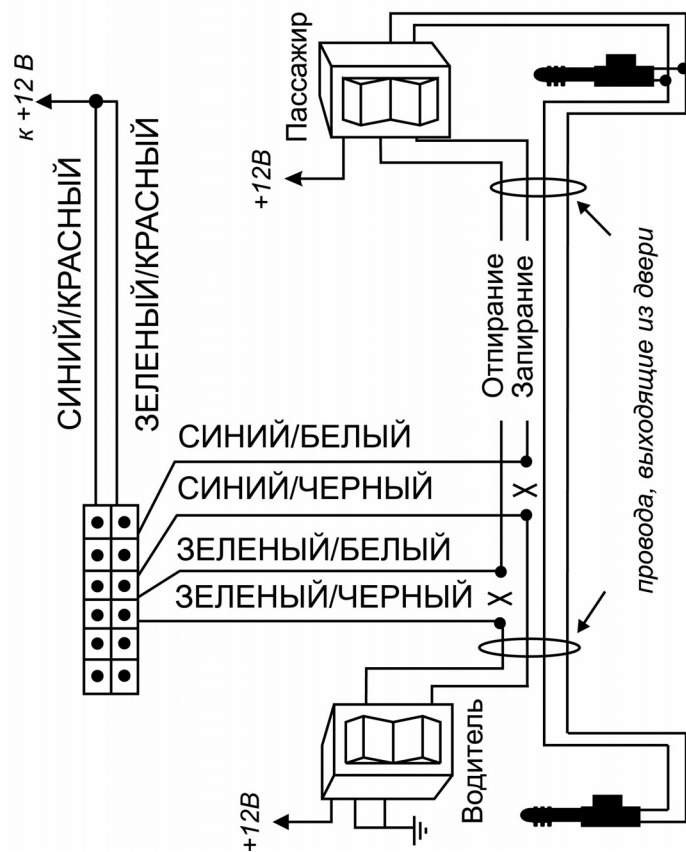 к +12 В
СИНИЙ/КРАСНЫЙ
ЗЕЛЕНЫЙ/КРАСНЫЙ
Пассажир
+12В
Отпирание
Запирание
СИНИЙ/БЕЛЫЙ
СИНИЙ/ЧЕРНЫЙ
ЗЕЛЕНЫЙ/БЕЛЫЙ
ЗЕЛЕНЫЙ/ЧЕРНЫЙ
провода, выходящие из двери
Водитель
+12В